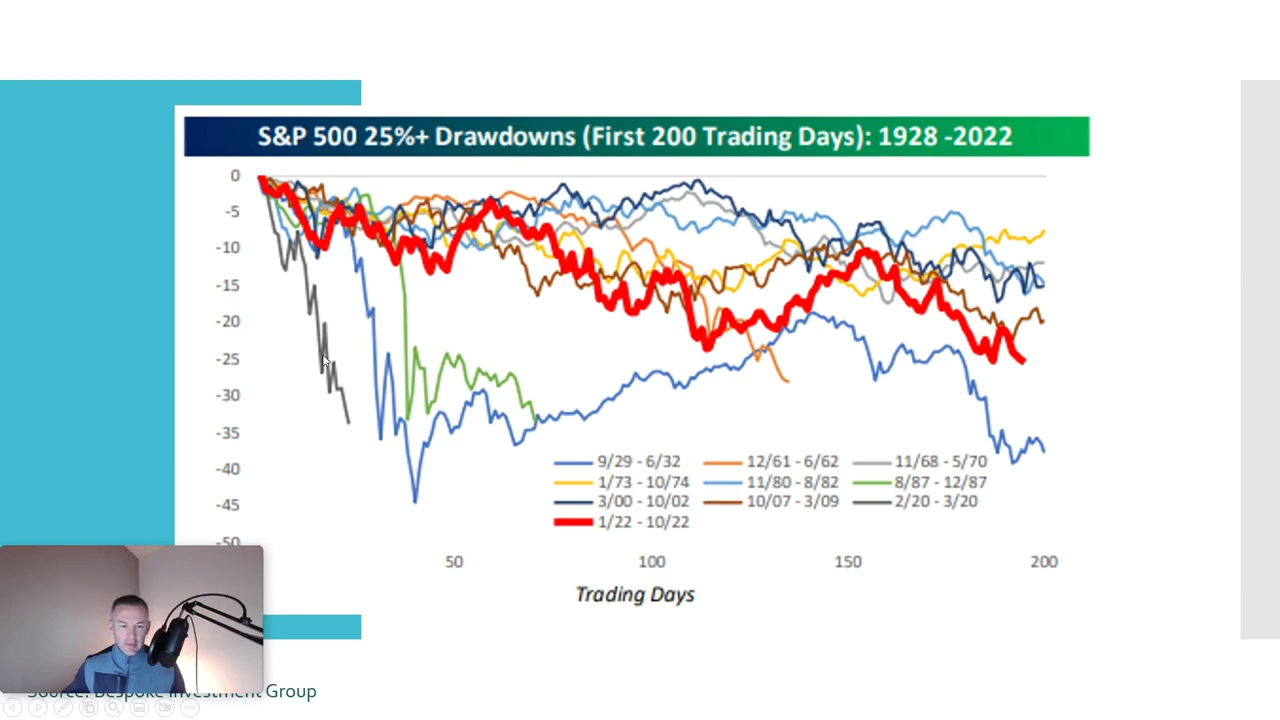 S&P 500 25%+ Drawdowns (First 200 Trading Days): 1928 -2022
0
-5
-10
-15
-20
-25
-30
-35
-40
-45
-50
9/29 - 6/32 12/61 - 6/62 11/68 - 5/70
1/73 - 10/74 11/80 - 8/82 8/87 - 12/87
3/00 - 10/02 10/07 - 3/09 2/20 - 3/20
1/22 - 10/22
50 100 150 200
Trading Days
Source: Bespoke Investment Group